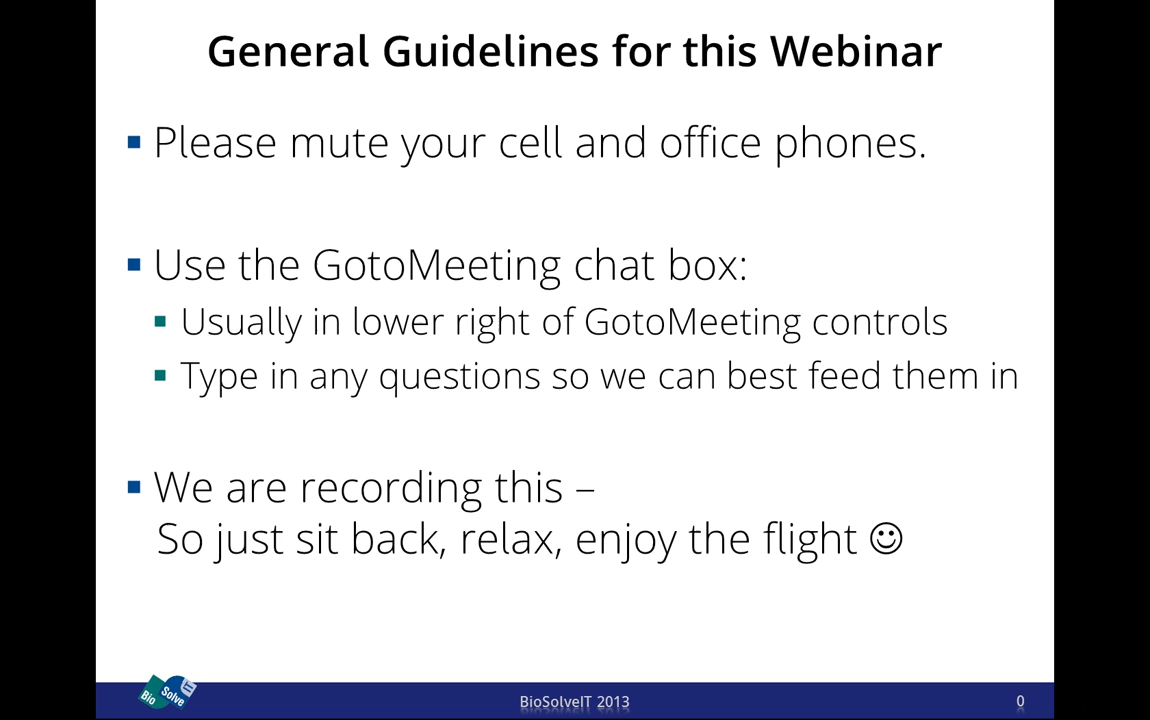 General Guidelines for this Webinar
Please mute your cell and office phones.
Use the GotoMeeting chat box:
Usually in lower right of GotoMeeting controls
Type in any questions so we can best feed them in
We are recording this –
So just sit back, relax, enjoy the flight ☺
Bio Solve
BioSolveIT 2013
0